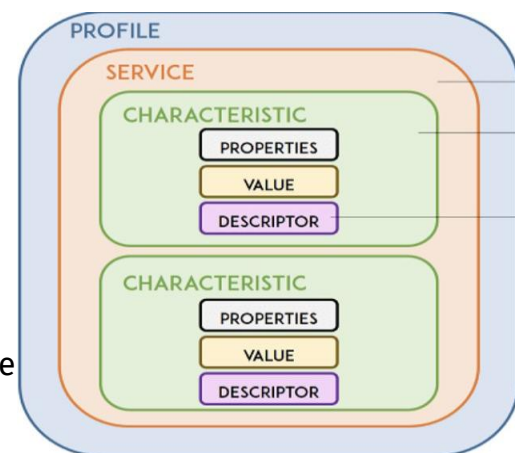 PROFILE
SERVICE
CHARACTERISTIC
PROPERTIES
VALUE
DESCRIPTOR
CHARACTERISTIC
PROPERTIES
VALUE
DESCRIPTOR
e